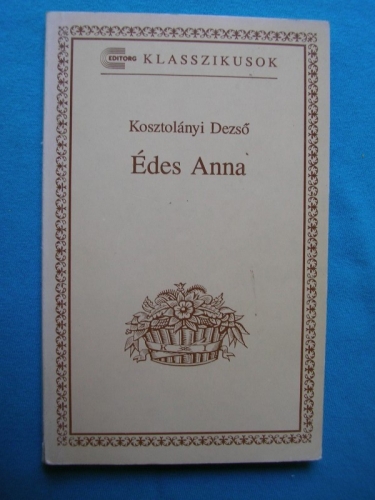 EDITORG KLASSZIKUSOK
Kosztolányi Dezső
Édes Anna